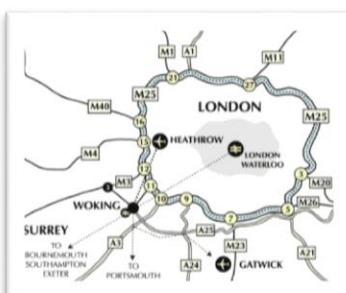 M1
A1
M11
21
27
M25
LONDON
M40
M25
16
15
HEATHROW
M4
LONDON
WATERLOO
12
M3
3
3
M20
11
WOKING
10
9
M26
5
7
SURREY
A25
TO
BOURNEMOUTH
SOUTHAMPTON
EXETER
A3
TO
PORTSMOUTH
M23
A24
GATWICK
A21